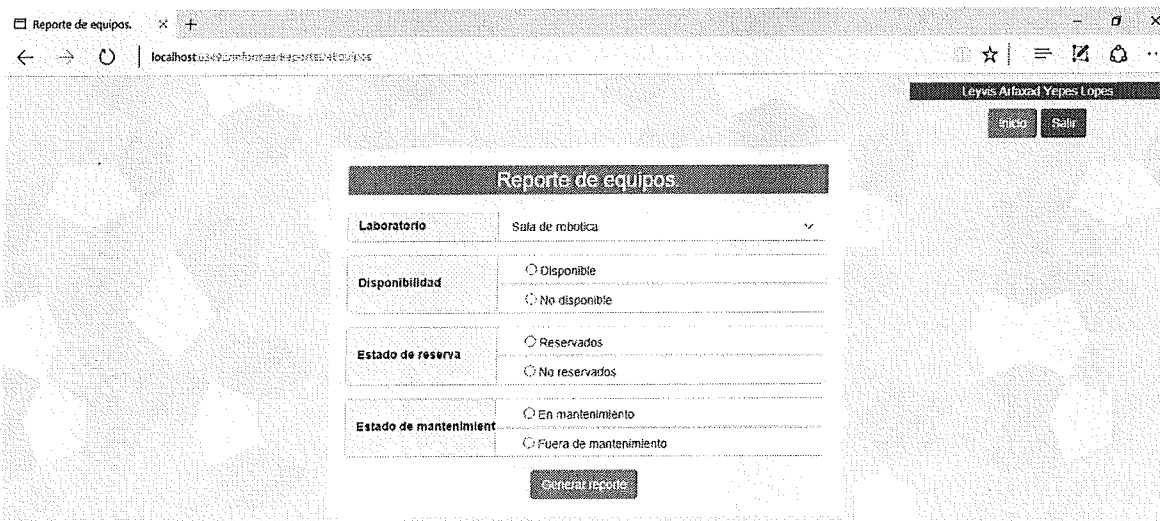 Reporte de equipos.
localhost
Leyvis Arfaxad Yepes Lopes
Inicio Salir
Reporte de equipos.
Laboratorio Sala de robotica
Disponibilidad
Disponible
No disponible
Estado de reserva
Reservados
No reservados
Estado de mantenimient
En mantenimiento
Fuera de mantenimiento
Generar reporte